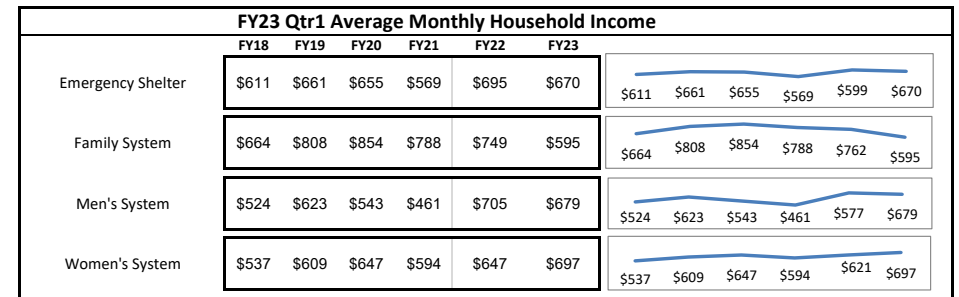 FY23 Qtr1 Average Monthly Household Income
FY18 FY19 FY20 FY21 FY22 FY23
Emergency Shelter $611 $661 $655 $569 $695 $670 $611 $661 $655 $569 $599 $670
Family System $664 $808 $854 $788 $749 $595 $664 $808 $854 $788 $762 $595
Men's System $524 $623 $543 $461 $705 $679 $524 $623 $543 $461 $577 $679
Women's System $537 $609 $647 $594 $647 $697 $537 $609 $647 $594 $621 $697